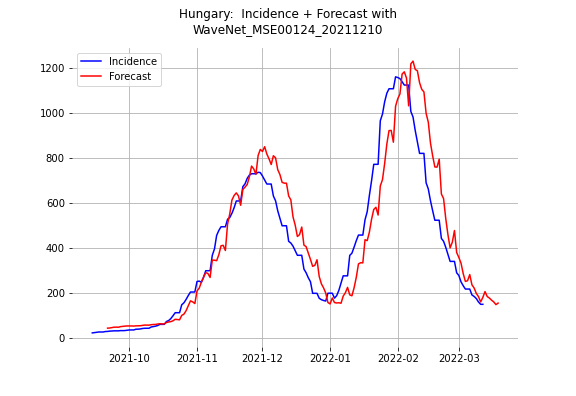 Hungary:  Incidence + Forecast with
WaveNet_MSE00124_20211210
Incidence
Forecast
1200
1000
800
600
400
200
0
2021-10 2021-11 2021-12 2022-01 2022-02 2022-03